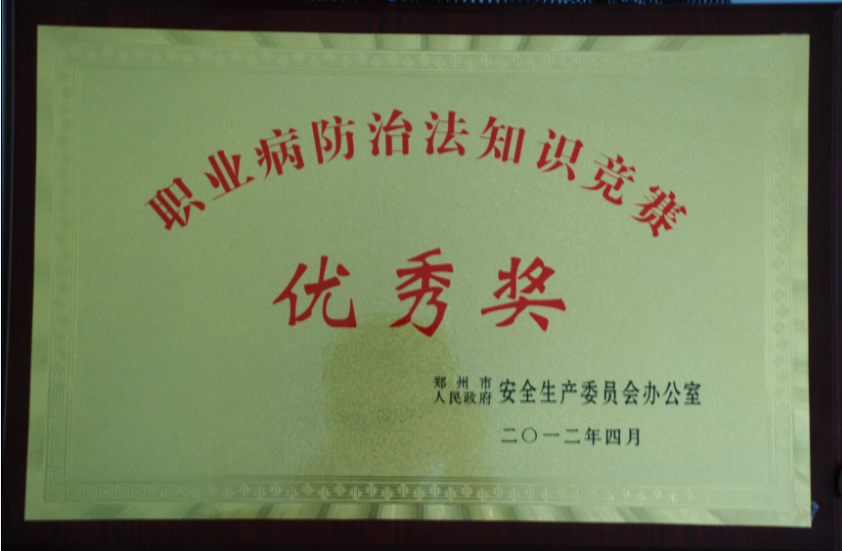 职业病防治法知识竞赛
优秀奖
郑州市
人民政府 安全生产委员会办公室
二〇一二年四月